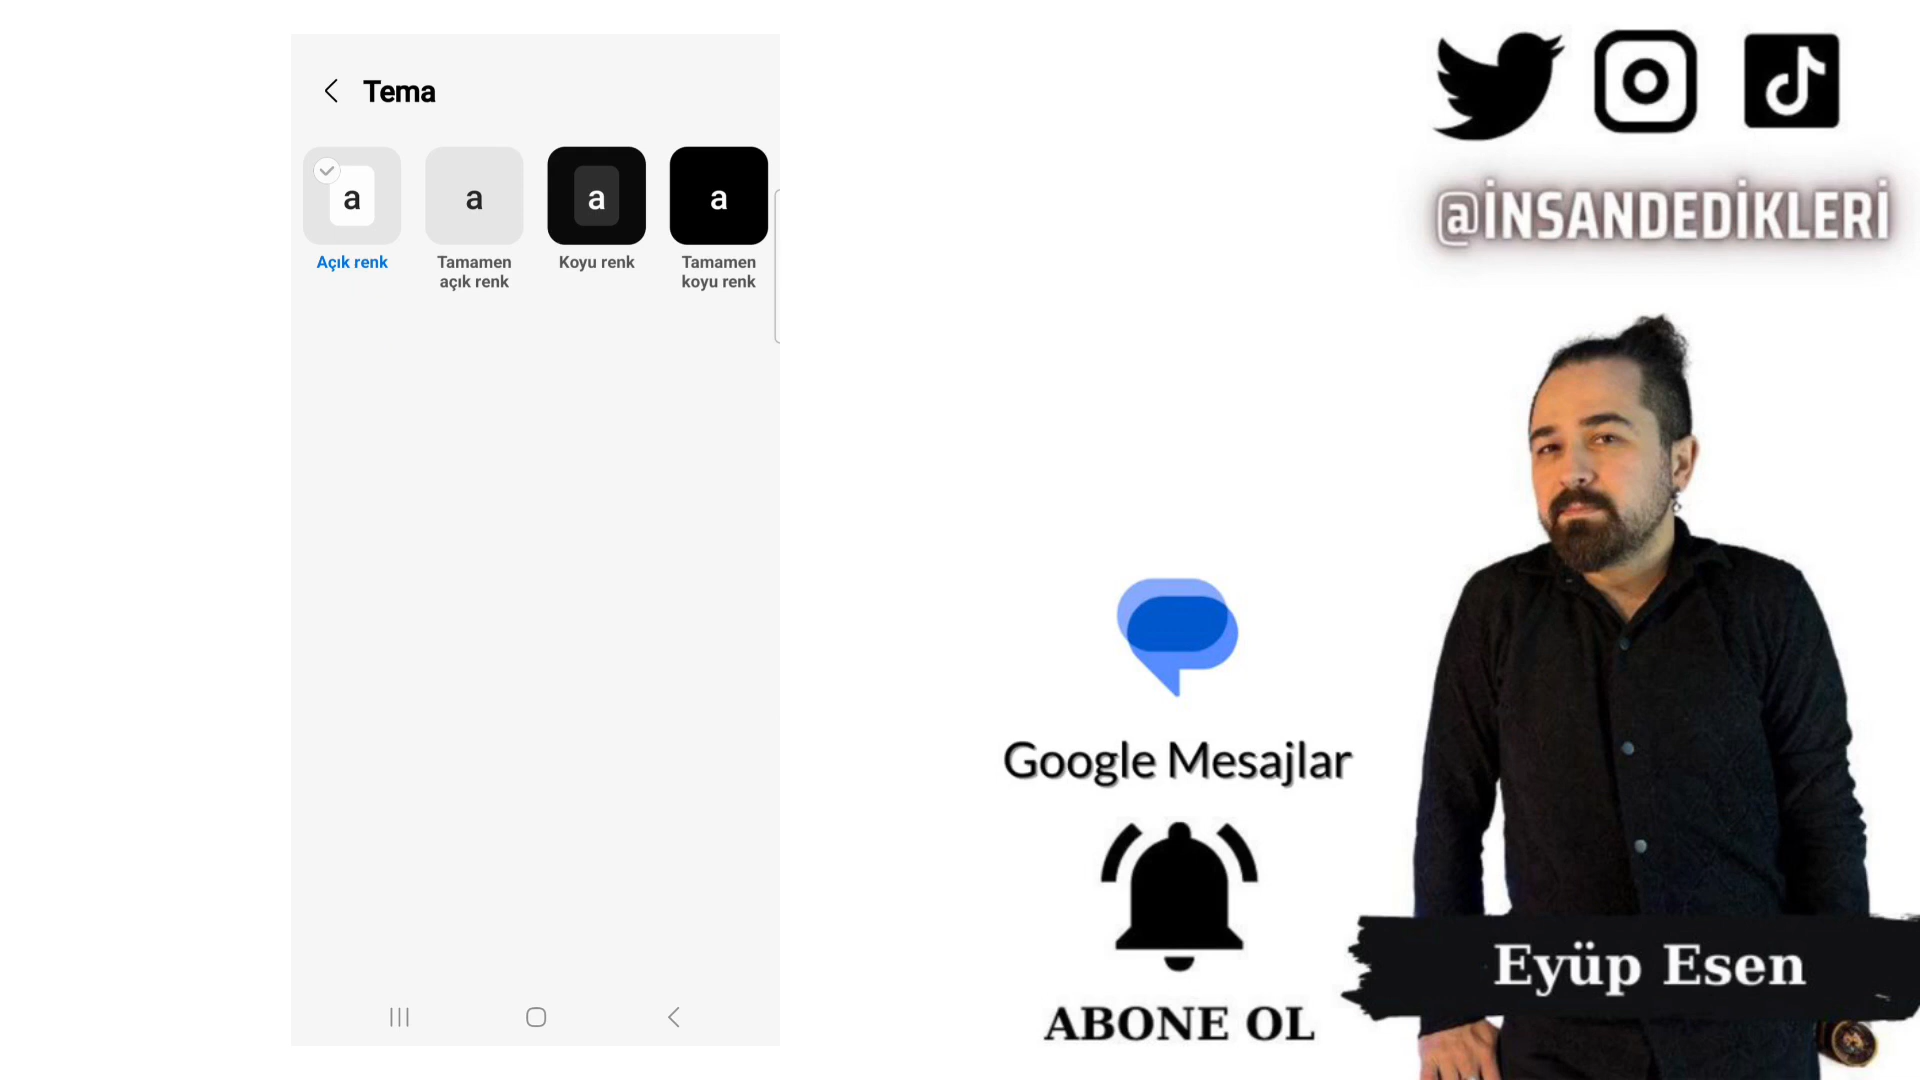 Tema
a
a
a
a
Açık renk
Tamamen
açık renk
Koyu renk
Tamamen
koyu renk
@İNSANDEDİKLERİ
Google Mesajlar
ABONE OL
Eyüp Esen